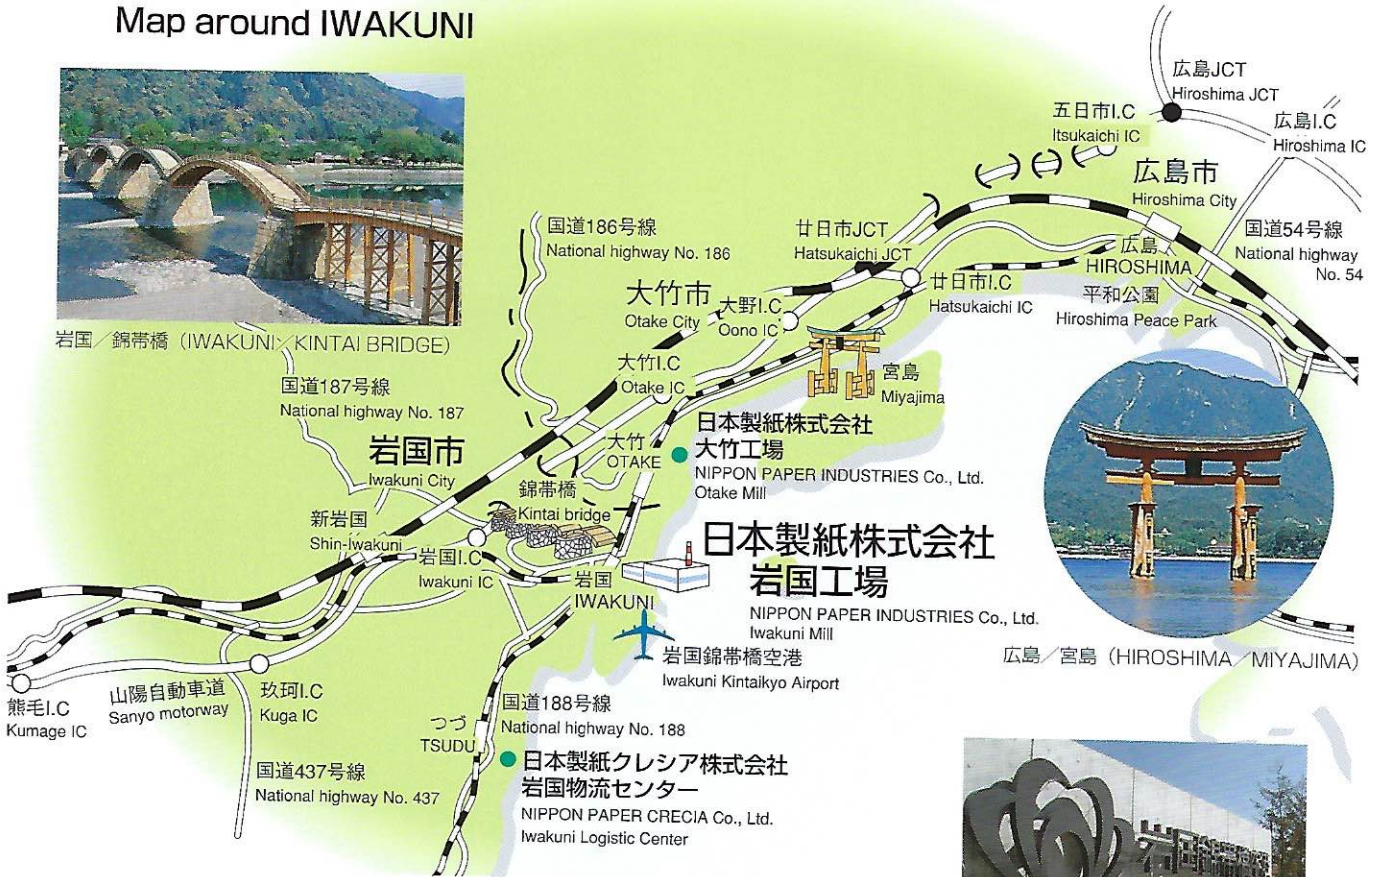 Map around IWAKUNI
岩国／錦帯橋（IWAKUNI／KINTAI BRIDGE）
広島JCT
Hiroshima JCT
五日市I.C
Itsukaichi IC
広島I.C
Hiroshima IC
広島市
Hiroshima City
国道54号線
National highway
No. 54
国道186号線
National highway No. 186
廿日市JCT
Hatsukaichi JCT
広島
HIROSHIMA
廿日市I.C
Hatsukaichi IC
平和公園
Hiroshima Peace Park
大竹市
Otake City
大野I.C
Oono IC
大竹I.C
Otake IC
宮島
Miyajima
国道187号線
National highway No. 187
岩国市
Iwakuni City
大竹
OTAKE
日本製紙株式会社
大竹工場
NIPPON PAPER INDUSTRIES Co., Ltd.
Otake Mill
錦帯橋
Kintai bridge
新岩国
Shin-Iwakuni
岩国I.C
Iwakuni IC
岩国
IWAKUNI
日本製紙株式会社
岩国工場
NIPPON PAPER INDUSTRIES Co., Ltd.
Iwakuni Mill
岩国錦帯橋空港
Iwakuni Kintaikyo Airport
広島／宮島（HIROSHIMA／MIYAJIMA）
熊毛I.C
Kumage IC
山陽自動車道
Sanyo motorway
玖珂I.C
Kuga IC
国道188号線
National highway No. 188
つづ
TSUDU
国道437号線
National highway No. 437
日本製紙クレシア株式会社
岩国物流センター
NIPPON PAPER CRECIA Co., Ltd.
Iwakuni Logistic Center